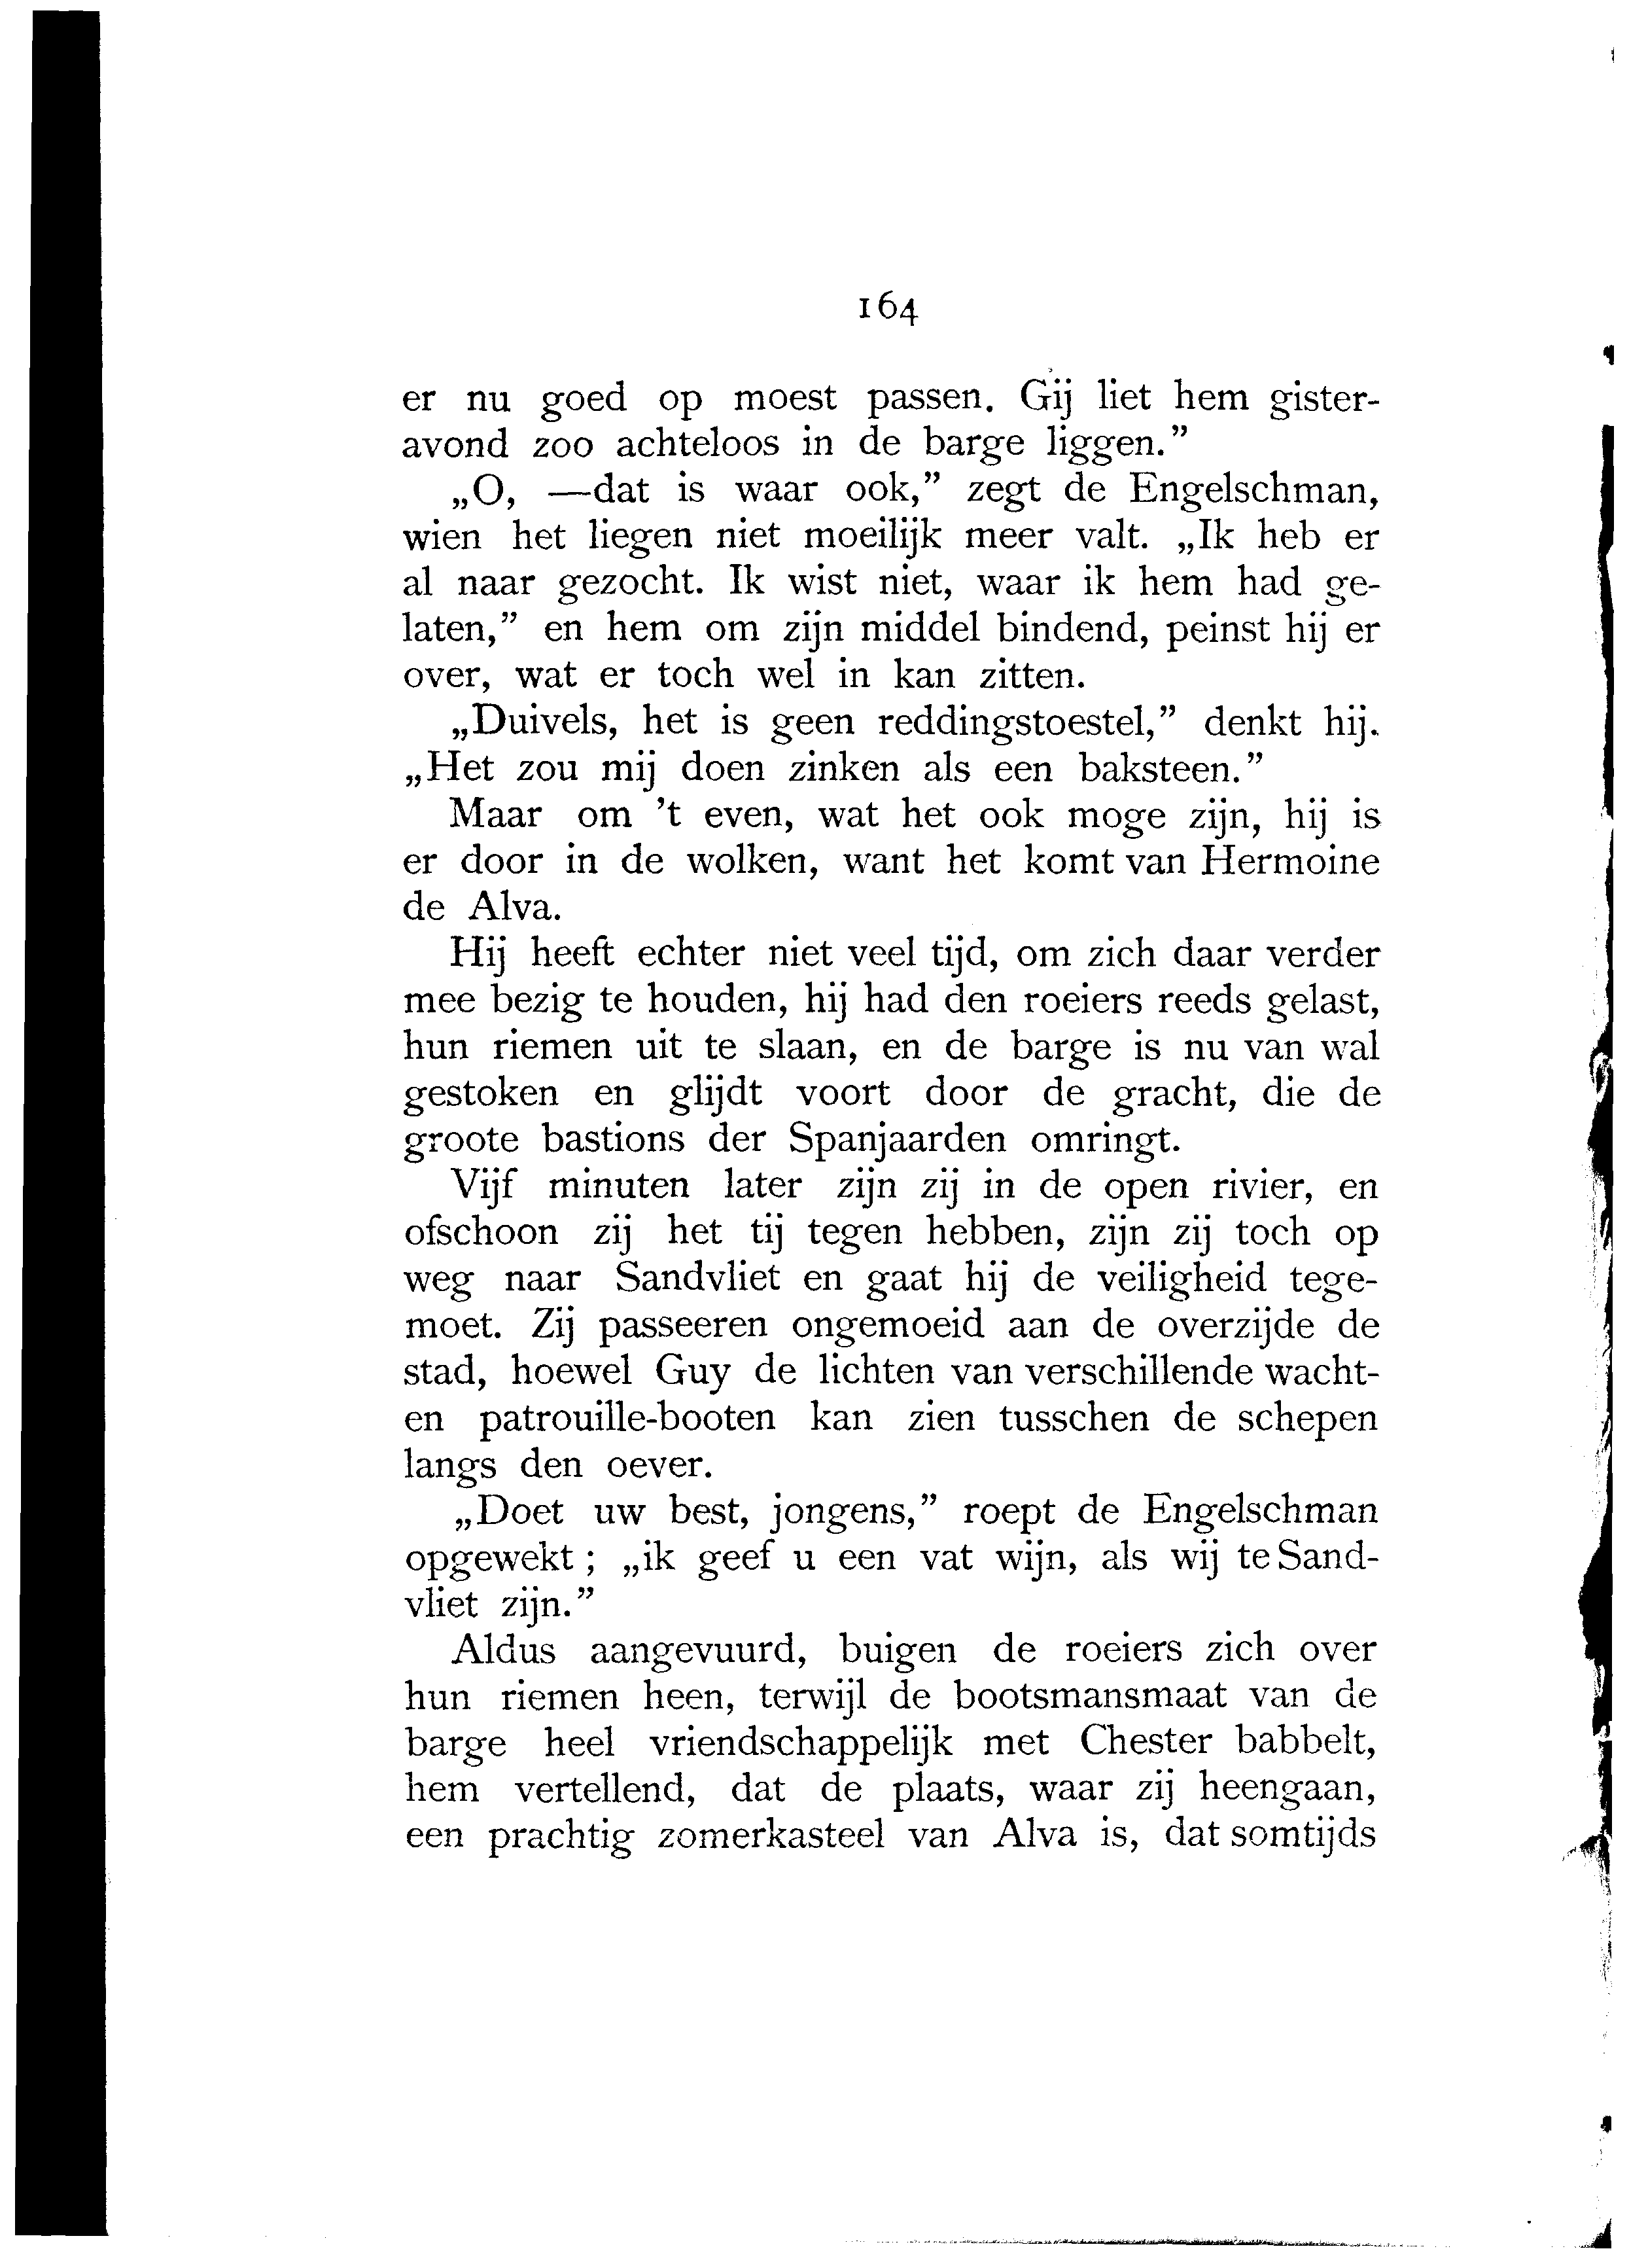 164
er nu goed op moest passen. Gij liet hem gister-
avond zoo achteloos in de barge liggen.”
„O, —dat is waar ook,” zegt de Engelschman,
wien het liegen niet moeilijk meer valt. „Ik heb er
al naar gezocht. Ik wist niet, waar ik hem had ge-
laten,” en hem om zijn middel bindend, peinst hij er
over, wat er toch wel in kan zitten.
„Duivels, het is geen reddingstoestel,” denkt hij.
„Het zou mij doen zinken als een baksteen.”
Maar om 't even, wat het ook moge zijn, hij is
er door in de wolken, want het komt van Hermoine
de Alva.
Hij heeft echter niet veel tijd, om zich daar verder
mee bezig te houden, hij had den roeiers reeds gelast,
hun riemen uit te slaan, en de barge is nu van wal
gestoken en glijdt voort door de gracht, die de
groote bastions der Spanjaarden omringt.
Vijf minuten later zijn zij in de open rivier, en
ofschoon zij het tij tegen hebben, zijn zij toch op
weg naar Sandvliet en gaat hij de veiligheid tege-
moet. Zij passeeren ongemoeid aan de overzijde de
stad, hoewel Guy de lichten van verschillende wacht-
en patrouille-booten kan zien tusschen de schepen
langs den oever.
„Doet uw best, jongens,” roept de Engelschman
opgewekt ; „ik geef u een vat wijn, als wij te Sand-
vliet zijn.”
Aldus aangevuurd, buigen de roeiers zich over
hun riemen heen, terwijl de bootsmansmaat van de
barge heel vriendschappelijk met Chester babbelt,
hem vertellend, dat de plaats, waar zij heengaan,
een prachtig zomerkasteel van Alva is, dat somtijds